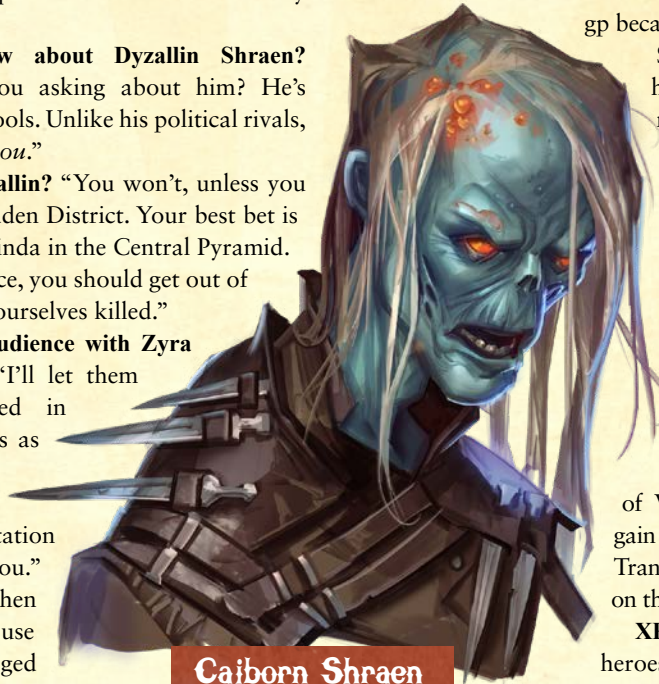 w about Dyzallin Shraen?
ou asking about him? He's
ools. Unlike his political rivals,
ou."
allin? "You won't, unless you
den District. Your best bet is
inda in the Central Pyramid.
ce, you should get out of
ourselves killed."
udience with Zyra
"I'll let them
ed in
s as
tation
ou."
hen
use
ged
Caiborn Shraen
gp beca
of V
gain
Tran
on th
XI
heroes